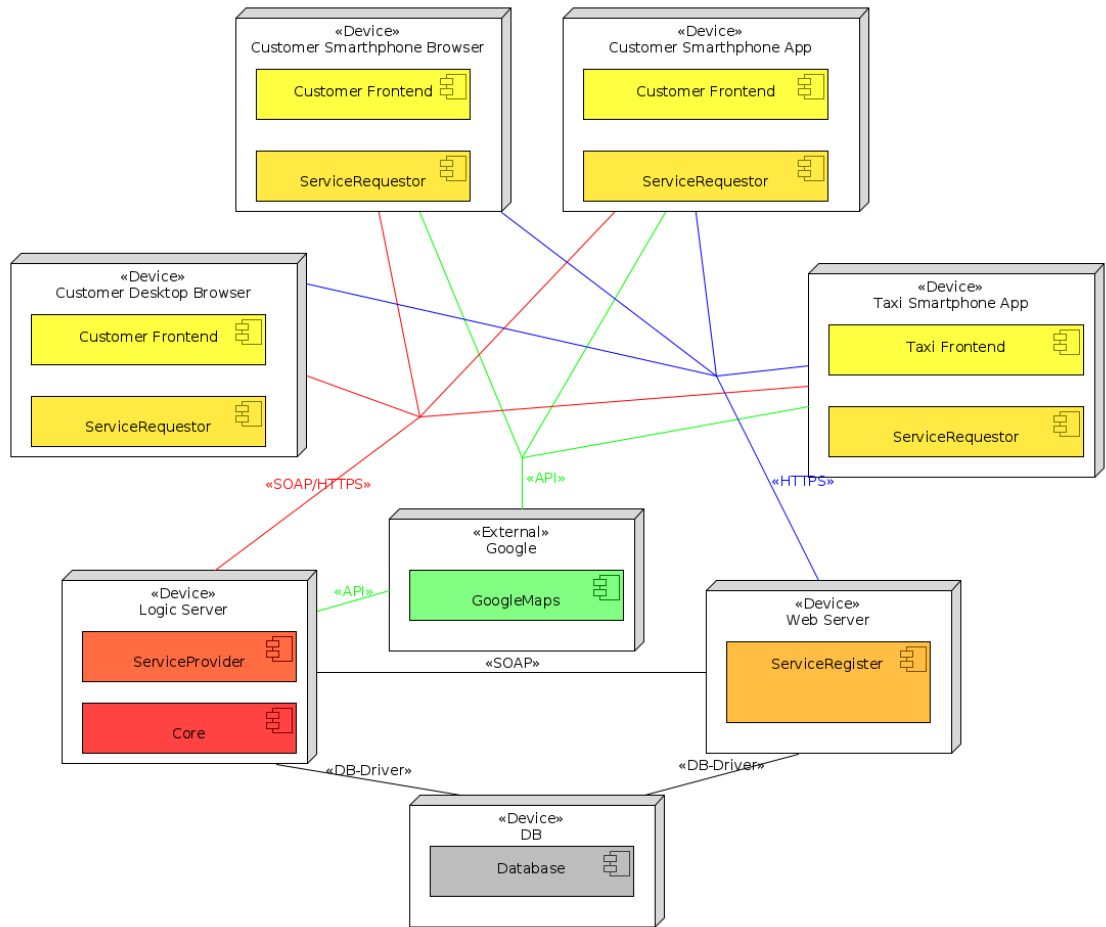 «Device»
Customer Smarthphone Browser
Customer Frontend
ServiceRequestor
«Device»
Customer Smartphone App
Customer Frontend
ServiceRequestor
«Device»
Customer Desktop Browser
Customer Frontend
ServiceRequestor
«Device»
Taxi Smartphone App
Taxi Frontend
ServiceRequestor
«SOAP/HTTPS»
«API»
«HTTPS»
«External»
Google
GoogleMaps
«API»
«Device»
Logic Server
ServiceProvider
Core
«SOAP»
«Device»
Web Server
ServiceRegister
«DB-Driver»
«DB-Driver»
«Device»
DB
Database